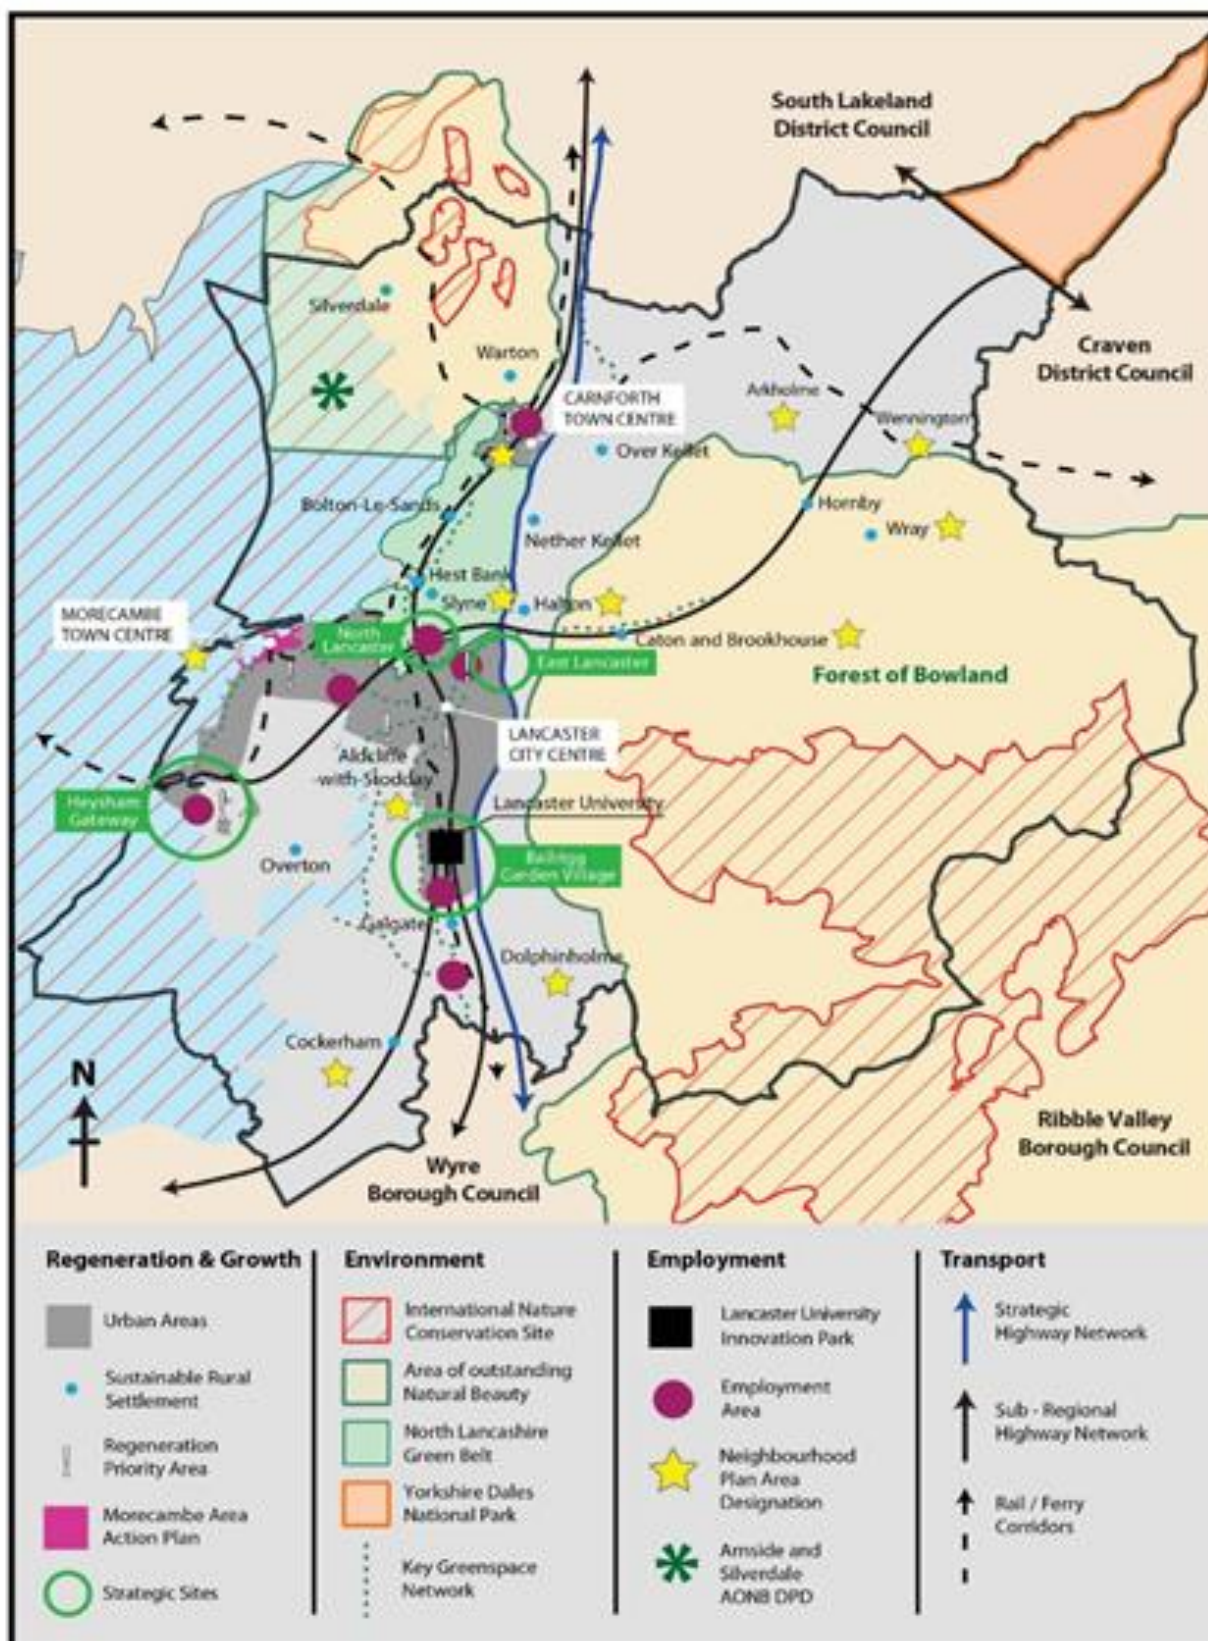 South Lakeland
District Council
Craven
District Council
Silverdale
Warton
CARNFORTH
TOWN CENTRE
Arkholme
Wennington
Over Kellet
Bolton-Le-Sands
Hornby
Nether Kellet
Wray
Hest Bank
Slyne
Halton
MORECAMBE
TOWN CENTRE
North
Lancaster
Caton and Brookhouse
East Lancaster
Forest of Bowland
LANCASTER
CITY CENTRE
Aldcliffe
-with-Stodday
Heysham
Gateway
Lancaster University
Overton
Bailrigg
Garden Village
Galgate
Dolphinholme
Cockerham
N
Wyre
Borough Council
Ribble Valley
Borough Council
Regeneration & Growth
Urban Areas
Sustainable Rural
Settlement
Regeneration
Priority Area
Morecambe Area
Action Plan
Strategic Sites
Environment
International Nature
Conservation Site
Area of outstanding
Natural Beauty
North Lancashire
Green Belt
Yorkshire Dales
National Park
Key Greenspace
Network
Employment
Lancaster University
Innovation Park
Employment
Area
Neighbourhood
Plan Area
Designation
Arnside and
Silverdale
AONB DPD
Transport
Strategic
Highway Network
Sub - Regional
Highway Network
Rail / Ferry
Corridors